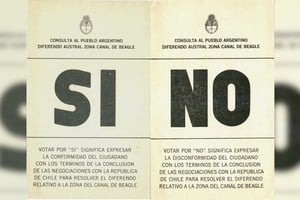 CONSULTA AL PUEBLO ARGENTINO
DIFERENDO AUSTRAL ZONA CANAL DE BEAGLE
SI
VOTAR POR "SI" SIGNIFICA EXPRESAR
LA CONFORMIDAD DEL CIUDADANO
CON LOS TERMINOS DE LA CONCLUSION
DE LAS NEGOCIACIONES CON LA REPUBLICA
DE CHILE PARA RESOLVER EL DIFERENDO
RELATIVO A LA ZONA DEL CANAL DE BEAGLE
CONSULTA AL PUEBLO ARGENTINO
DIFERENDO AUSTRAL ZONA CANAL DE BEAGLE
NO
VOTAR POR "NO" SIGNIFICA EXPRESAR
LA DISCONFORMIDAD DEL CIUDADANO
CON LOS TERMINOS DE LA CONCLUSION
DE LAS NEGOCIACIONES CON LA REPUBLICA
DE CHILE PARA RESOLVER EL DIFERENDO
RELATIVO A LA ZONA DEL CANAL DE BEAGLE